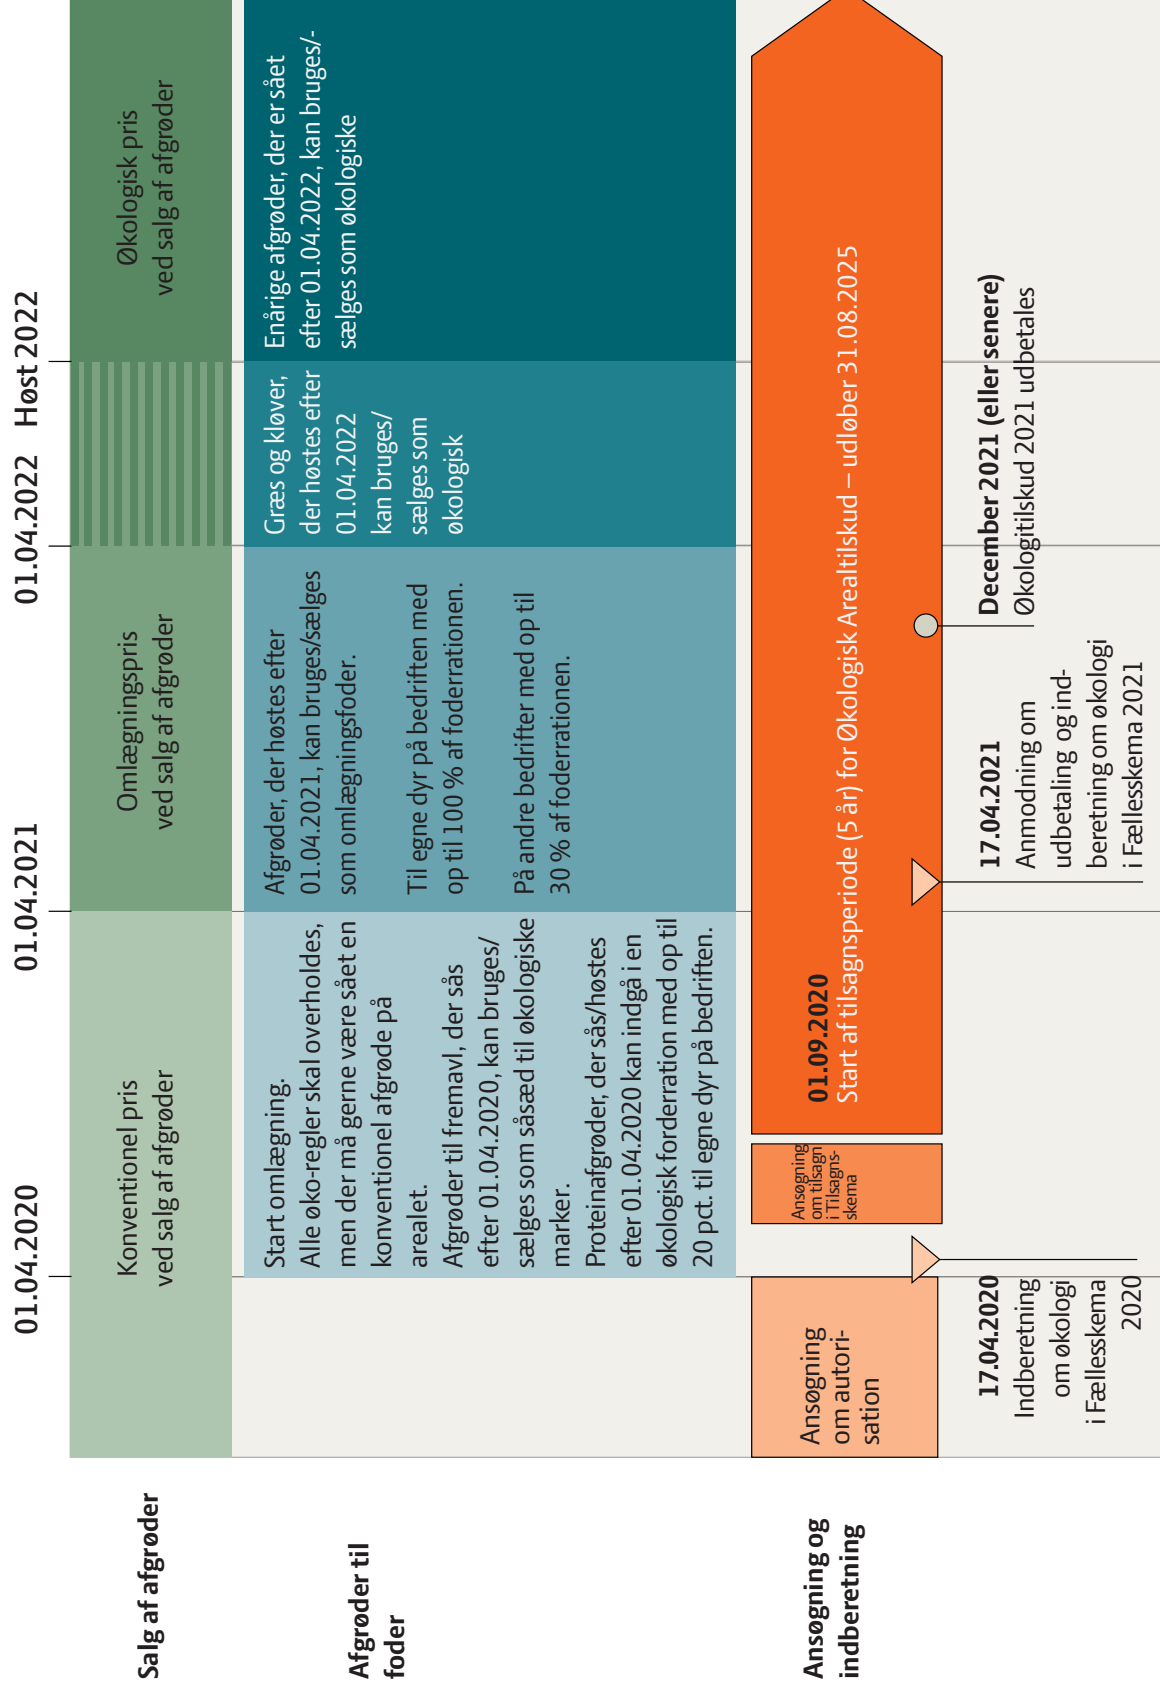 01.04.2020
01.04.2021
01.04.2022
Høst 2022
Salg af afgrøder
Konventionel pris
ved salg af afgrøder
Omlægningspris
ved salg af afgrøder
Økologisk pris
ved salg af afgrøder
Afgrøder til
foder
Start omlægning.
Alle øko-regler skal overholdes,
men der må gerne være sået en
konventionel afgrøde på
arealet.
Afgrøder til fremavl, der sås
efter 01.04.2020, kan bruges/
sælges som såsæd til økologiske
marker.
Proteinafgrøder, der sås/høstes
efter 01.04.2020 kan indgå i en
økologisk forderration med op til
20 pct. til egne dyr på bedriften.
Afgrøder, der høstes efter
01.04.2021, kan bruges/sælges
som omlægningsfoder.
Til egne dyr på bedriften med
op til 100 % af foderrationen.
På andre bedrifter med op til
30 % af foderrationen.
Græs og kløver,
der høstes efter
01.04.2022
kan bruges/
sælges som
økologisk
Enårige afgrøder, der er sået
efter 01.04.2022, kan bruges/-
sælges som økologiske
Ansøgning og
indberetning
Ansøgning
om autori-
sation
Ansøgning
om tilsagn
i Tilsagns-
skema
01.09.2020
Start af tilsagnsperiode (5 år) for Økologisk Arealtilskud – udløber 31.08.2025
17.04.2020
Indberetning
om økologi
i Fællesskema
2020
17.04.2021
Anmodning om
udbetaling og ind-
beretning om økologi
i Fællesskema 2021
December 2021 (eller senere)
Økologitilskud 2021 udbetales